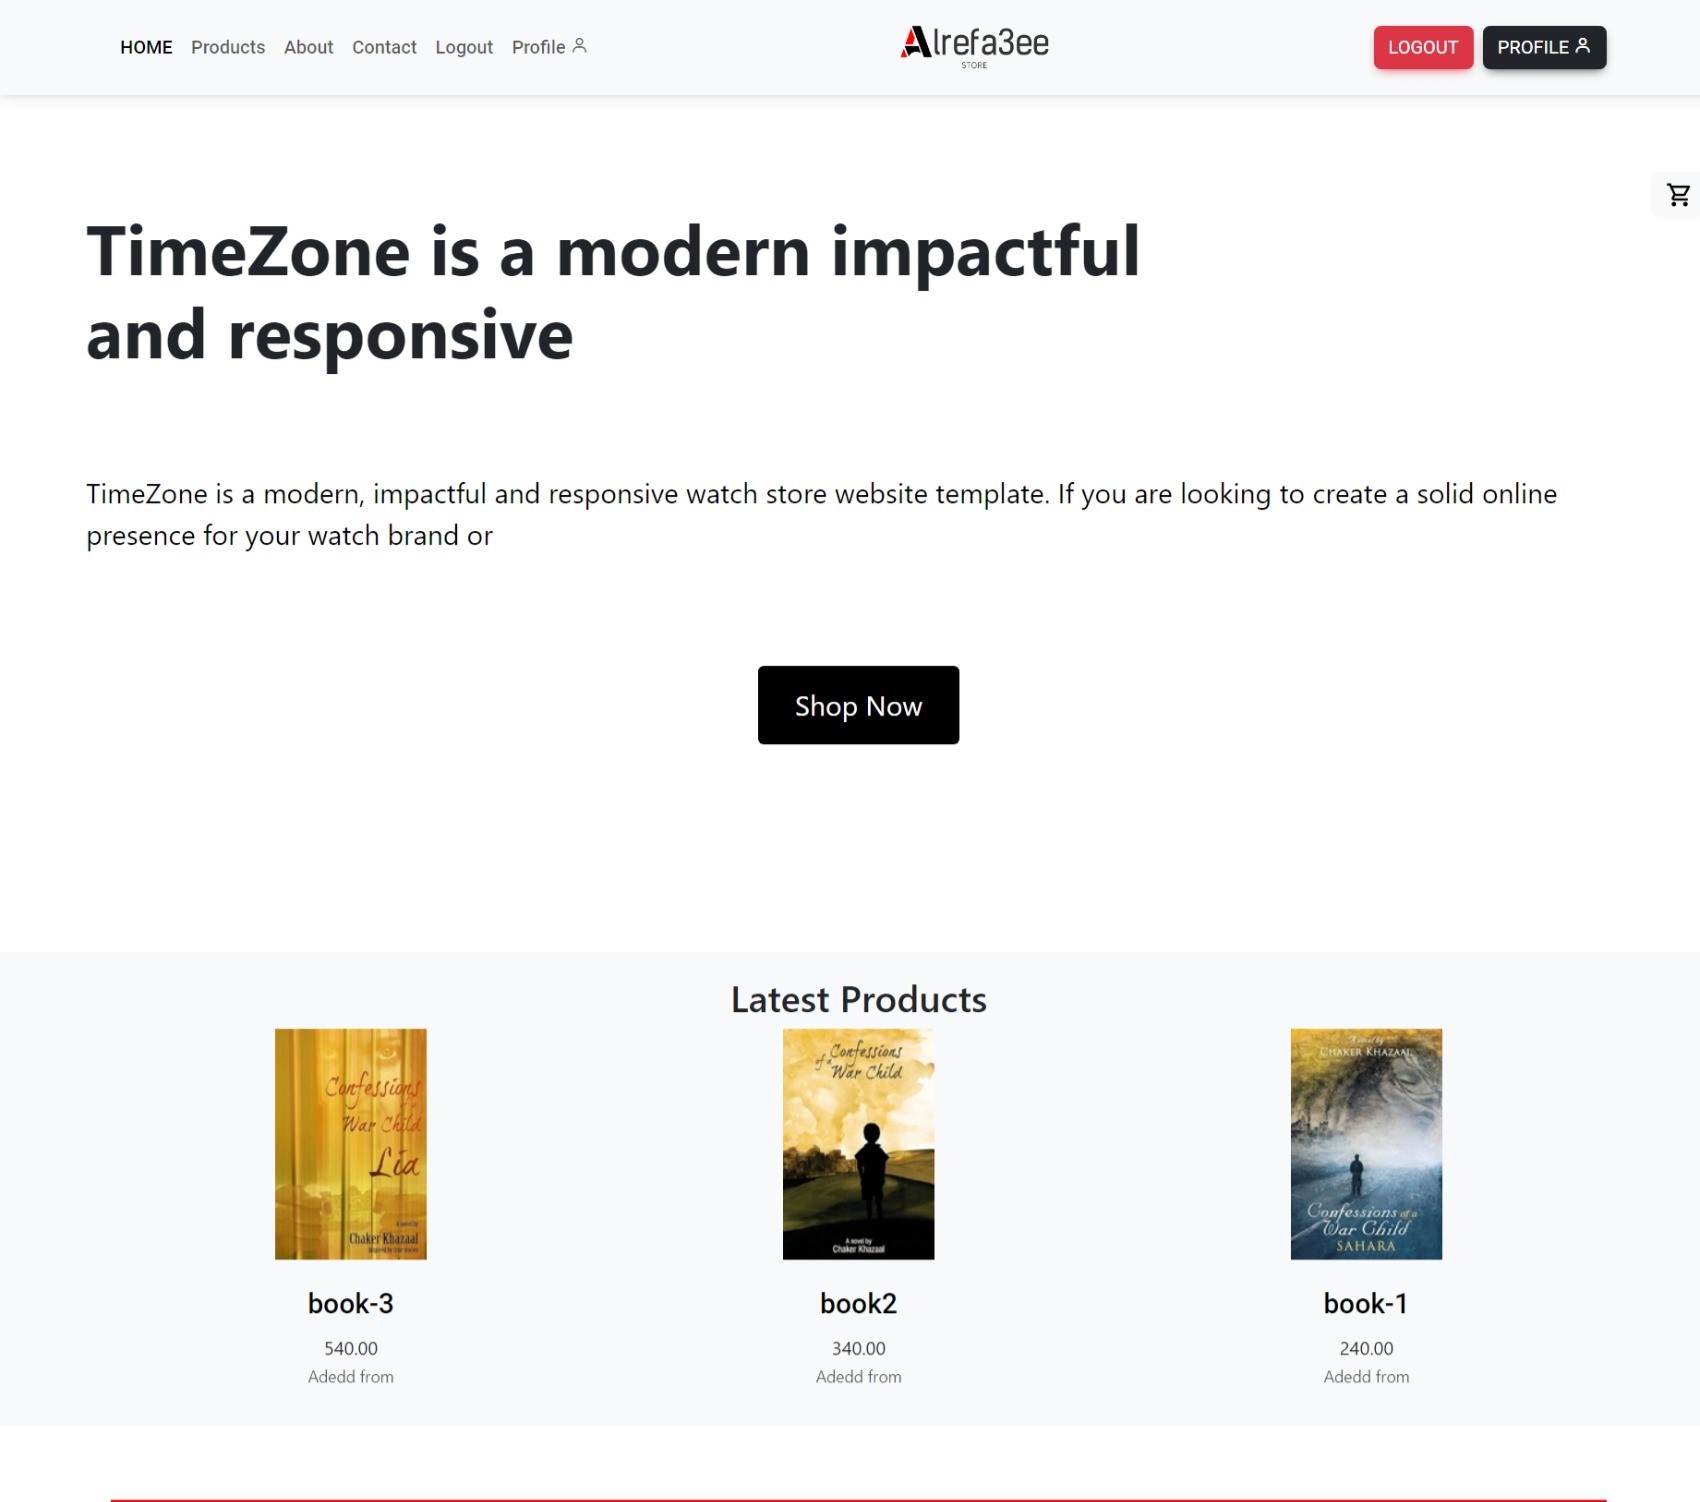 HOME Products About Contact Logout Profile
Alrefa3ee
STORE
LOGOUT PROFILE
TimeZone is a modern impactful
and responsive
TimeZone is a modern, impactful and responsive watch store website template. If you are looking to create a solid online
presence for your watch brand or
Shop Now
Latest Products
Confessions
of a
War Child
Lia
A novel by
Chaker Khazaal
Inspired by true stories
book-3
540.00
Adedd from
Confessions
of a War Child
A novel by
Chaker Khazaal
book2
340.00
Adedd from
A novel by
CHAKER KHAZAAL
Confessions of a
War Child
SAHARA
book-1
240.00
Adedd from